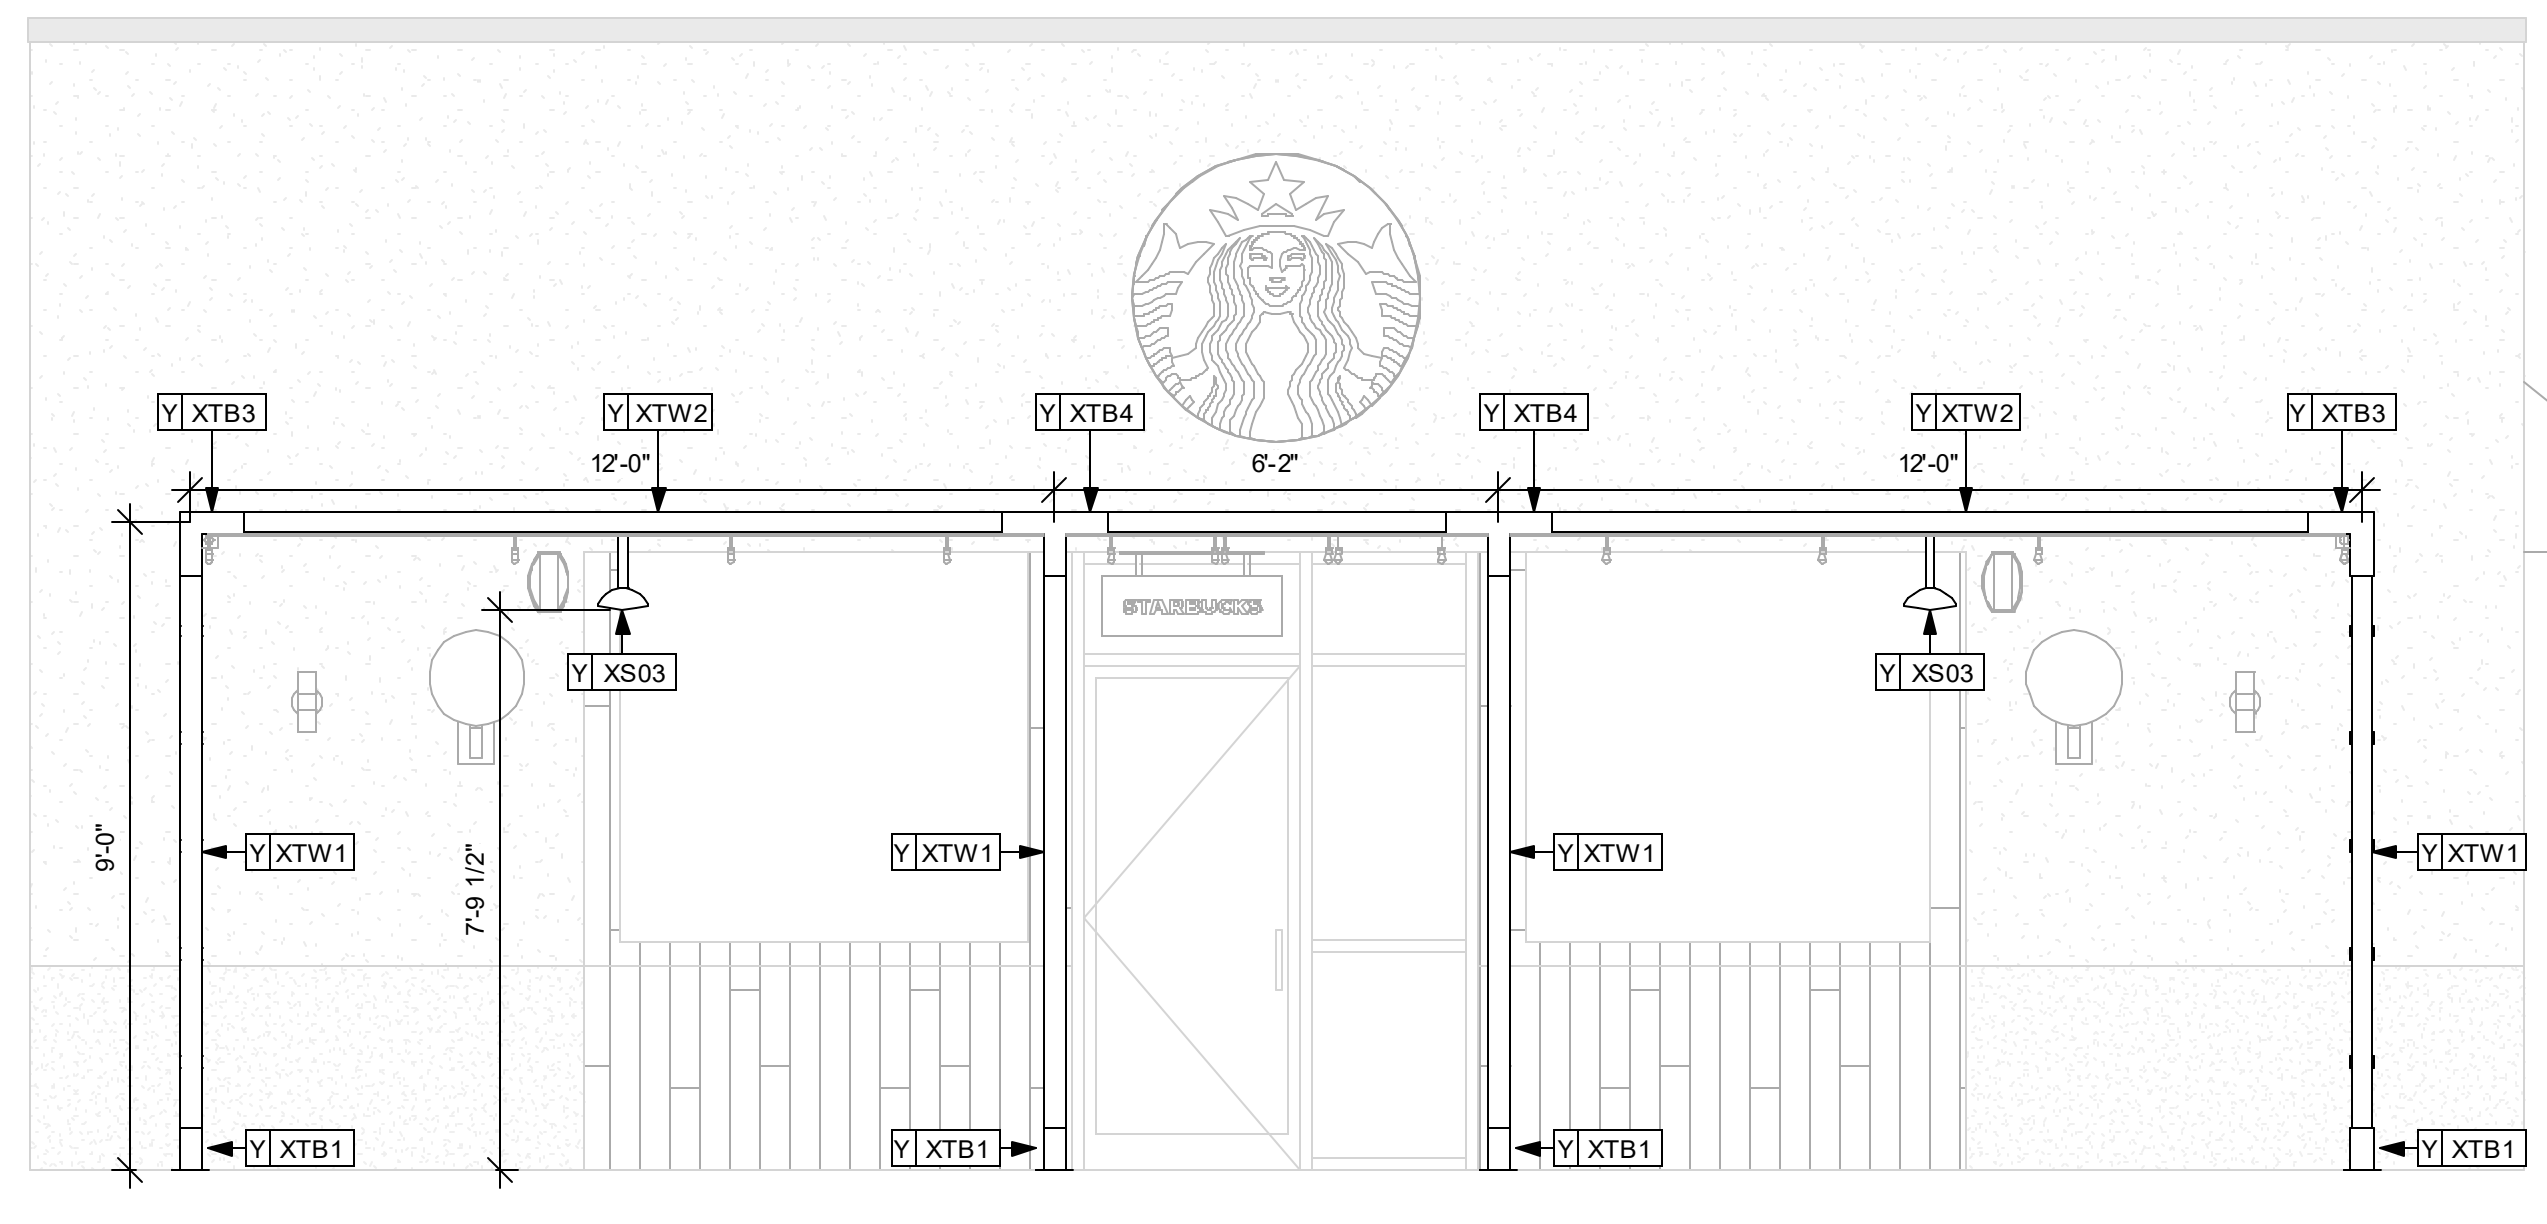 Y XTB3
Y XTW2
Y XTB4
Y XTB4
Y XTW2
Y XTB3
12'-0"
6'-2"
12'-0"
STARBUCKS
Y XS03
Y XS03
9'-0"
7'-9 1/2"
Y XTW1
Y XTW1
Y XTW1
Y XTW1
Y XTB1
Y XTB1
Y XTB1
Y XTB1